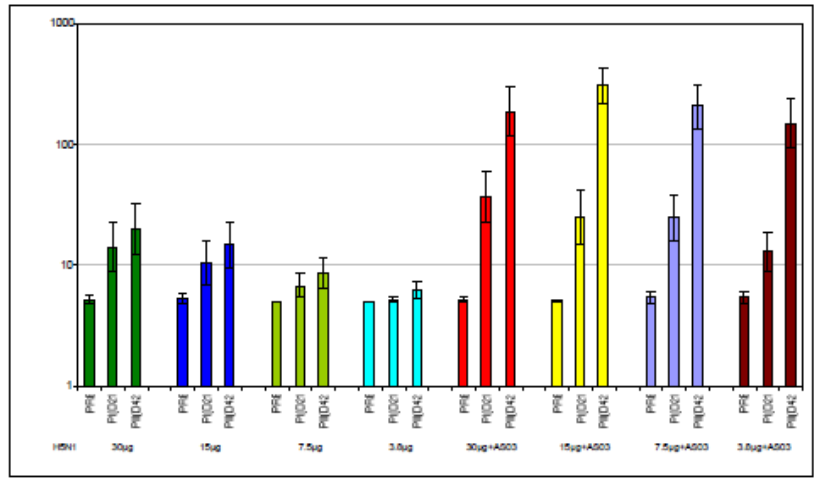 1000
100
10
1
PRE PI(D21 PII(D42 PRE PI(D21 PII(D42 PRE PI(D21 PII(D42 PRE PI(D21 PII(D42 PRE PI(D21 PII(D42 PRE PI(D21 PII(D42 PRE PI(D21 PII(D42 PRE PI(D21 PII(D42
H5N1 30µg 15µg 7.5µg 3.8µg 30µg+AS03 15µg+AS03 7.5µg+AS03 3.8µg+AS03